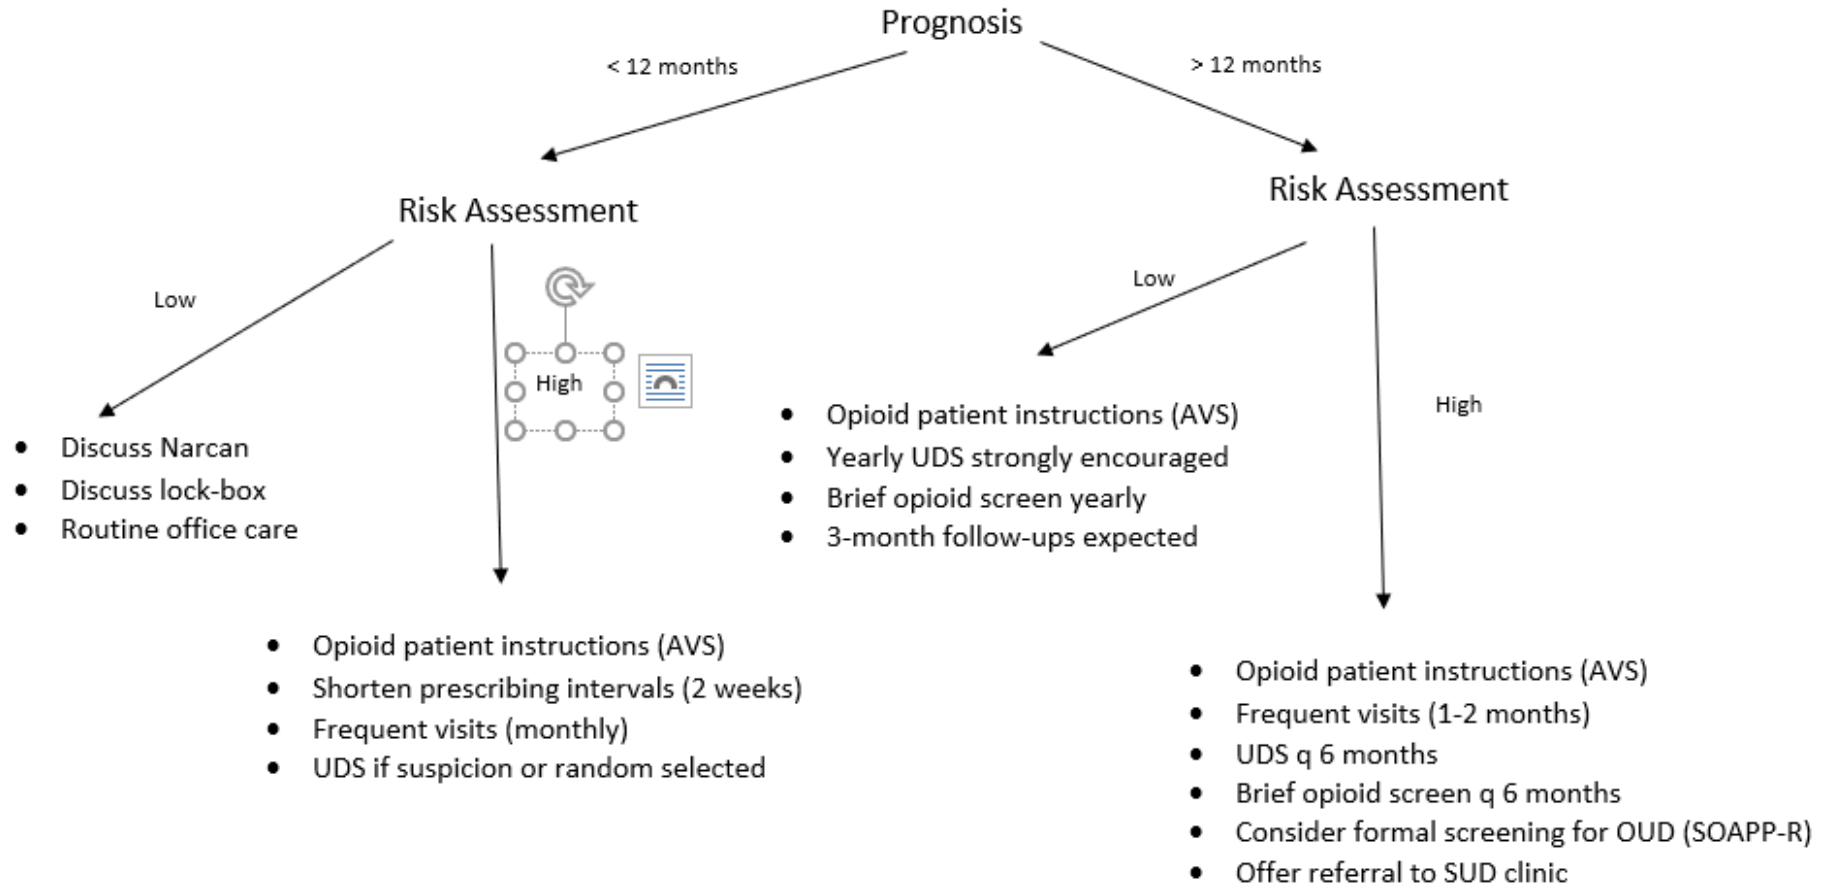 Prognosis
< 12 months
> 12 months
Risk Assessment
Risk Assessment
Low
High
Low
High
• Discuss Narcan
• Discuss lock-box
• Routine office care
• Opioid patient instructions (AVS)
• Shorten prescribing intervals (2 weeks)
• Frequent visits (monthly)
• UDS if suspicion or random selected
• Opioid patient instructions (AVS)
• Yearly UDS strongly encouraged
• Brief opioid screen yearly
• 3-month follow-ups expected
• Opioid patient instructions (AVS)
• Frequent visits (1-2 months)
• UDS q 6 months
• Brief opioid screen q 6 months
• Consider formal screening for OUD (SOAPP-R)
• Offer referral to SUD clinic